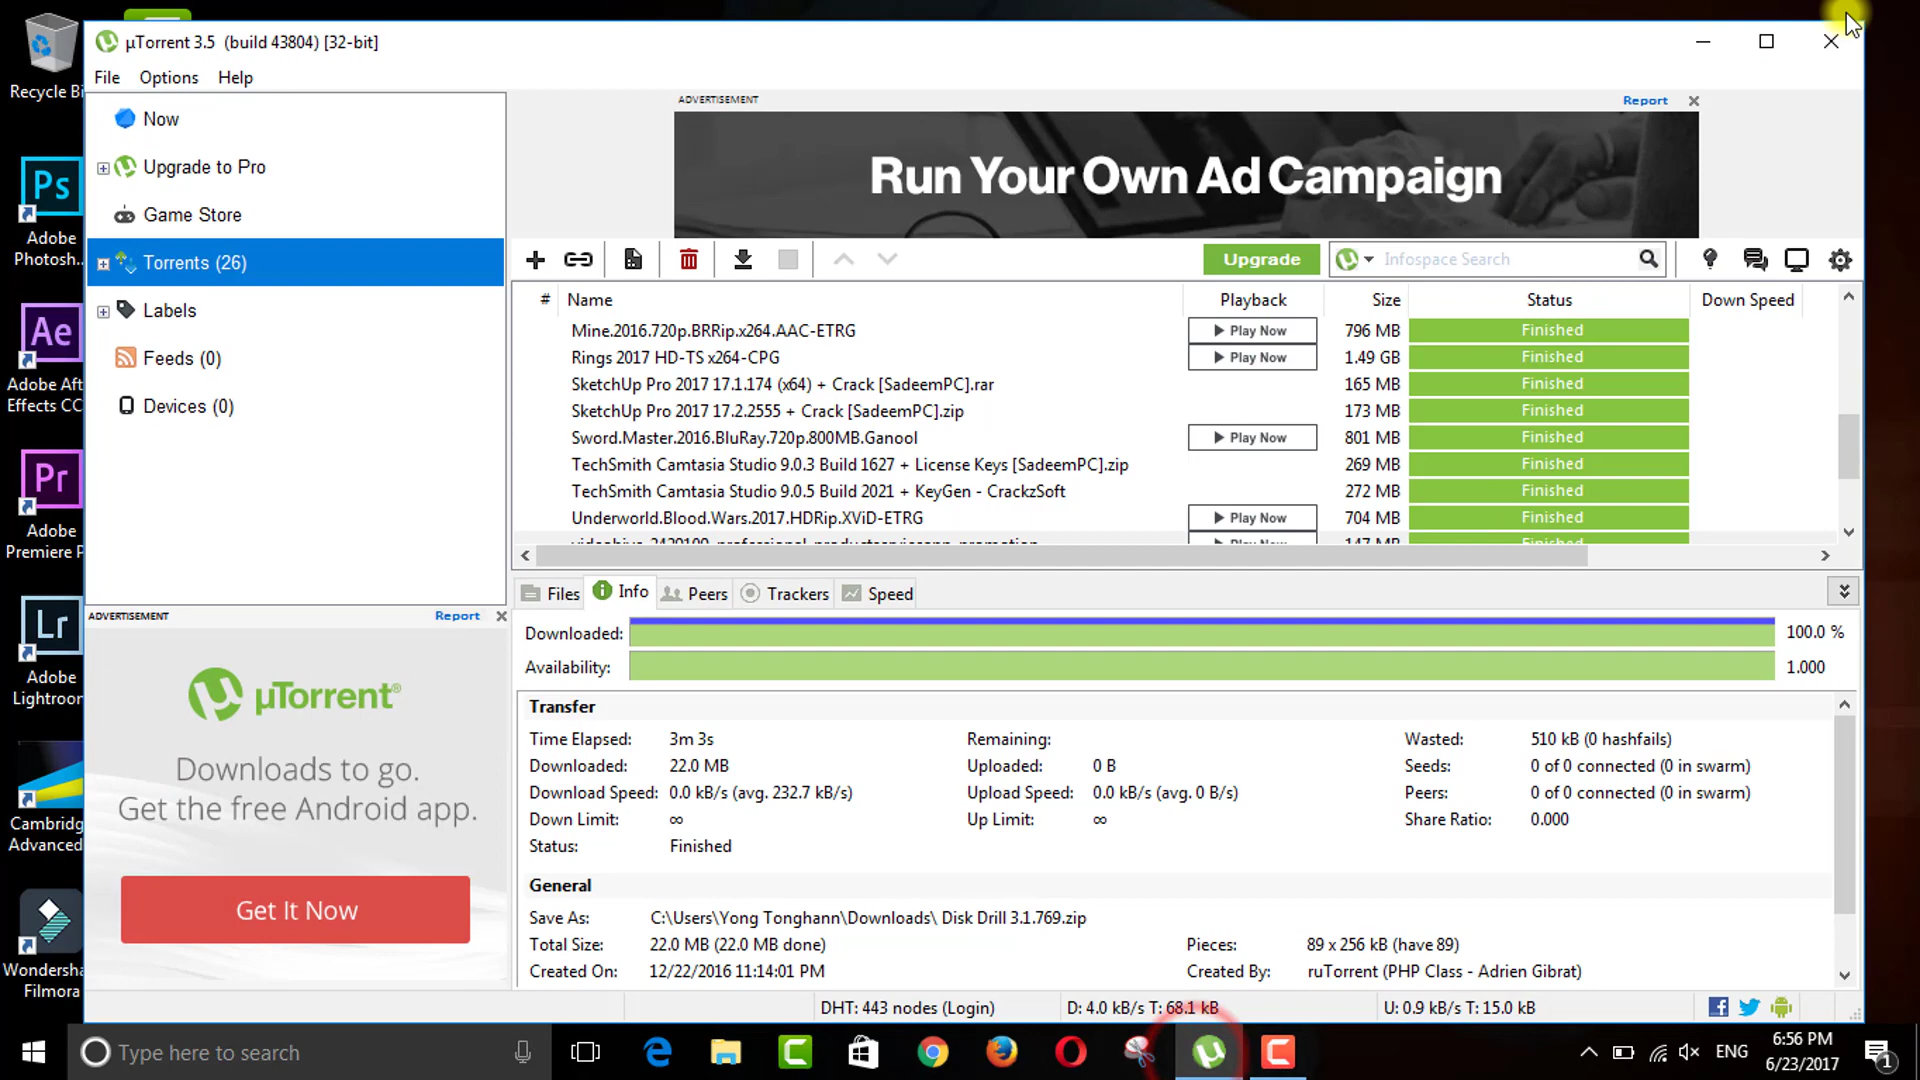 Recycle Bi
Adobe
Photosh...
Adobe Aft
Effects CC
Adobe
Premiere P
Adobe
Lightroon
Cambridg
Advanced
Wondersha
Filmora
Ps
Ae
Pr
Lr
µTorrent 3.5 (build 43804) [32-bit]
File Options Help
Now
Upgrade to Pro
Game Store
Torrents (26)
Labels
Feeds (0)
Devices (0)
ADVERTISEMENT Report
µTorrent®
Downloads to go.
Get the free Android app.
Get It Now
ADVERTISEMENT Report
Run Your Own Ad Campaign
Upgrade Infospace Search
# Name Playback Size Status Down Speed
Mine.2016.720p.BRRip.x264.AAC-ETRG Play Now 796 MB Finished
Rings 2017 HD-TS x264-CPG Play Now 1.49 GB Finished
SketchUp Pro 2017 17.1.174 (x64) + Crack [SadeemPC].rar 165 MB Finished
SketchUp Pro 2017 17.2.2555 + Crack [SadeemPC].zip 173 MB Finished
Sword.Master.2016.BluRay.720p.800MB.Ganool Play Now 801 MB Finished
TechSmith Camtasia Studio 9.0.3 Build 1627 + License Keys [SadeemPC].zip 269 MB Finished
TechSmith Camtasia Studio 9.0.5 Build 2021 + KeyGen - CrackzSoft 272 MB Finished
Underworld.Blood.Wars.2017.HDRip.XViD-ETRG Play Now 704 MB Finished
Play Now 147 MB Finished
Files Info Peers Trackers Speed
Downloaded: 100.0 %
Availability: 1.000
Transfer
Time Elapsed: 3m 3s Remaining: Wasted: 510 kB (0 hashfails)
Downloaded: 22.0 MB Uploaded: 0 B Seeds: 0 of 0 connected (0 in swarm)
Download Speed: 0.0 kB/s (avg. 232.7 kB/s) Upload Speed: 0.0 kB/s (avg. 0 B/s) Peers: 0 of 0 connected (0 in swarm)
Down Limit: ∞ Up Limit: ∞ Share Ratio: 0.000
Status: Finished
General
Save As: C:\Users\Yong Tonghann\Downloads\ Disk Drill 3.1.769.zip
Total Size: 22.0 MB (22.0 MB done) Pieces: 89 x 256 kB (have 89)
Created On: 12/22/2016 11:14:01 PM Created By: ruTorrent (PHP Class - Adrien Gibrat)
DHT: 443 nodes (Login) D: 4.0 kB/s T: 68.1 kB U: 0.9 kB/s T: 15.0 kB
Type here to search
ENG
6:56 PM
6/23/2017
1